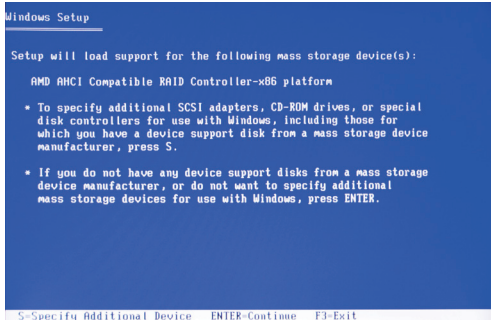 Windows Setup
Setup will load support for the following mass storage device(s):
AMD AHCI Compatible RAID Controller-x86 platform
* To specify additional SCSI adapters, CD-ROM drives, or special
disk controllers for use with Windows, including those for
which you have a device support disk from a mass storage device
manufacturer, press S.
* If you do not have any device support disks from a mass storage
device manufacturer, or do not want to specify additional
mass storage devices for use with Windows, press ENTER.
S=Specify Additional Device ENTER=Continue F3=Exit